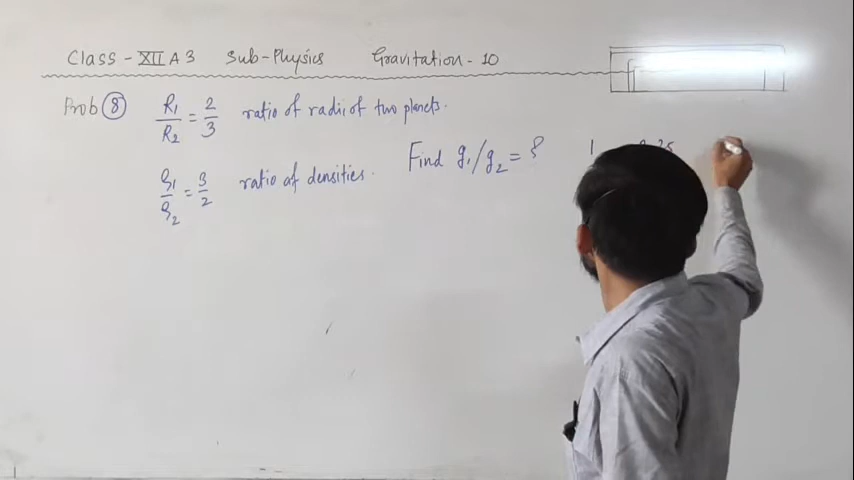 Class - XII A 3 Sub - Physics Gravitation - 10
Prob 8 R₁/R₂ = 2/3 ratio of radii of two planets.
Find g₁/g₂ = ?
ρ₁/ρ₂ = 3/2 ratio of densities.